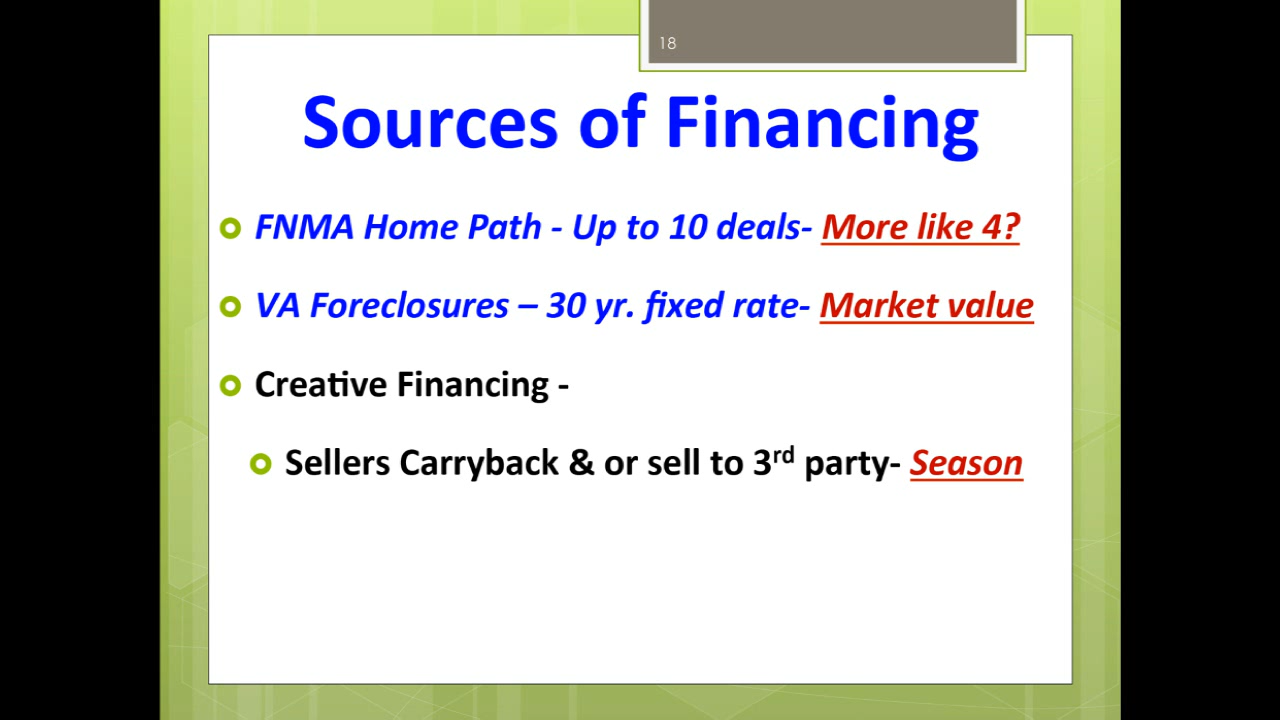 18
Sources of Financing
FNMA Home Path - Up to 10 deals- More like 4?
VA Foreclosures – 30 yr. fixed rate- Market value
Creative Financing -
Sellers Carryback & or sell to 3rd party- Season